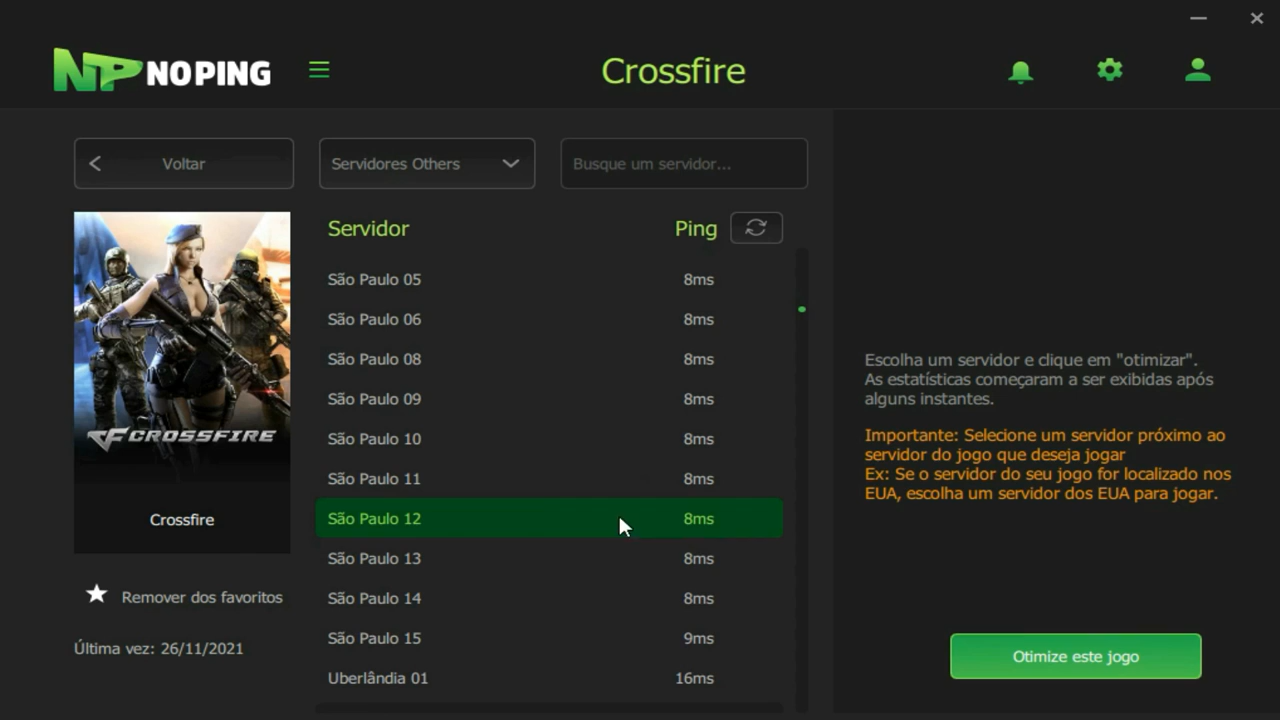 NP NOPING
Crossfire
Voltar
Servidores Others
Busque um servidor...
Servidor
Ping
São Paulo 05 8ms
São Paulo 06 8ms
São Paulo 08 8ms
São Paulo 09 8ms
São Paulo 10 8ms
São Paulo 11 8ms
São Paulo 12 8ms
São Paulo 13 8ms
São Paulo 14 8ms
São Paulo 15 9ms
Uberlândia 01 16ms
CF CROSSFIRE
Crossfire
Remover dos favoritos
Última vez: 26/11/2021
Escolha um servidor e clique em "otimizar".
As estatísticas começaram a ser exibidas após
alguns instantes.
Importante: Selecione um servidor próximo ao
servidor do jogo que deseja jogar
Ex: Se o servidor do seu jogo for localizado nos
EUA, escolha um servidor dos EUA para jogar.
Otimize este jogo